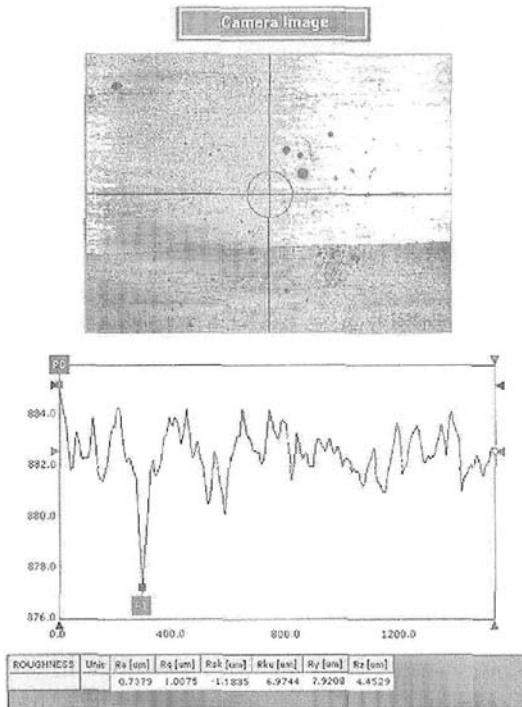 Camera Image
P0
884.0
882.0
880.0
878.0
876.0
0.0 400.0 800.0 1200.0
ROUGHNESS Unis Ra [um] Rq [um] Rsk [um] Rku [um] Ry [um] Rz [um]
0.7379 1.0075 -1.1835 6.9744 7.9208 4.4529